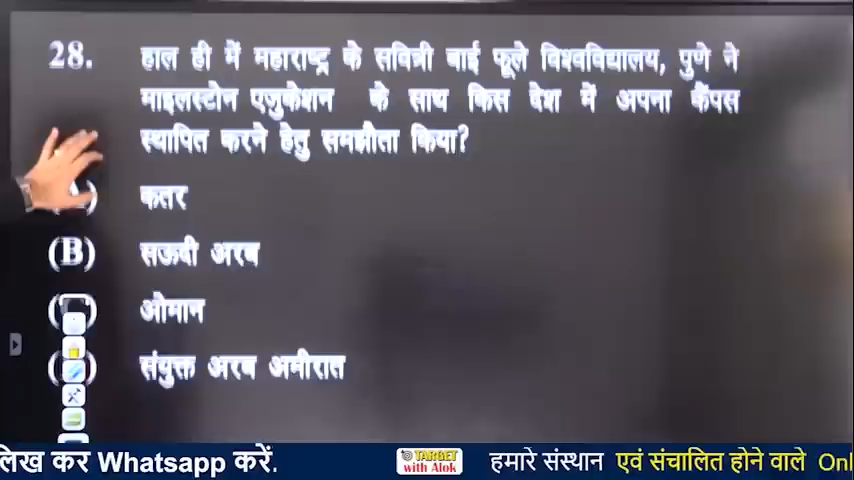 28. हाल ही में महाराष्ट्र के सवित्री बाई फूले विश्वविद्यालय, पुणे ने
माइलस्टोन एजुकेशन के साथ किस देश में अपना कैंपस
स्थापित करने हेतु समझौता किया?
कतर
(B) सऊदी अरब
ओमान
संयुक्त अरब अमीरात
लिख कर Whatsapp करें.
TARGET
with Alok
हमारे संस्थान एवं संचालित होने वाले Onl